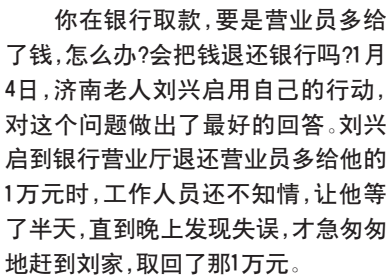 你在银行取款,要是营业员多给
了钱,怎么办?会把钱退还银行吗?1月
4日,济南老人刘兴启用自己的行动,
对这个问题做出了最好的回答。刘兴
启到银行营业厅退还营业员多给他的
1万元时,工作人员还不知情,让他等
了半天,直到晚上发现失误,才急匆匆
地赶到刘家,取回了那1万元。